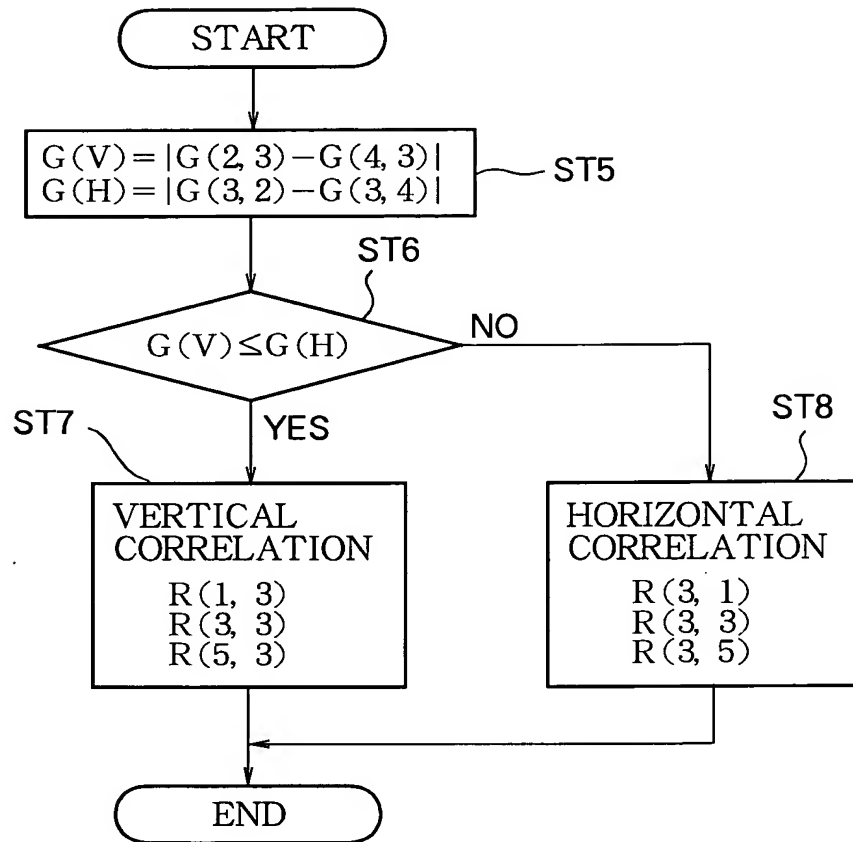 START
G(V)=|G(2, 3)−G(4, 3)|
G(H)=|G(3, 2)−G(3, 4)|
ST5
ST6
G(V)≤G(H)
NO
YES
ST7
ST8
VERTICAL
CORRELATION
R(1, 3)
R(3, 3)
R(5, 3)
HORIZONTAL
CORRELATION
R(3, 1)
R(3, 3)
R(3, 5)
END